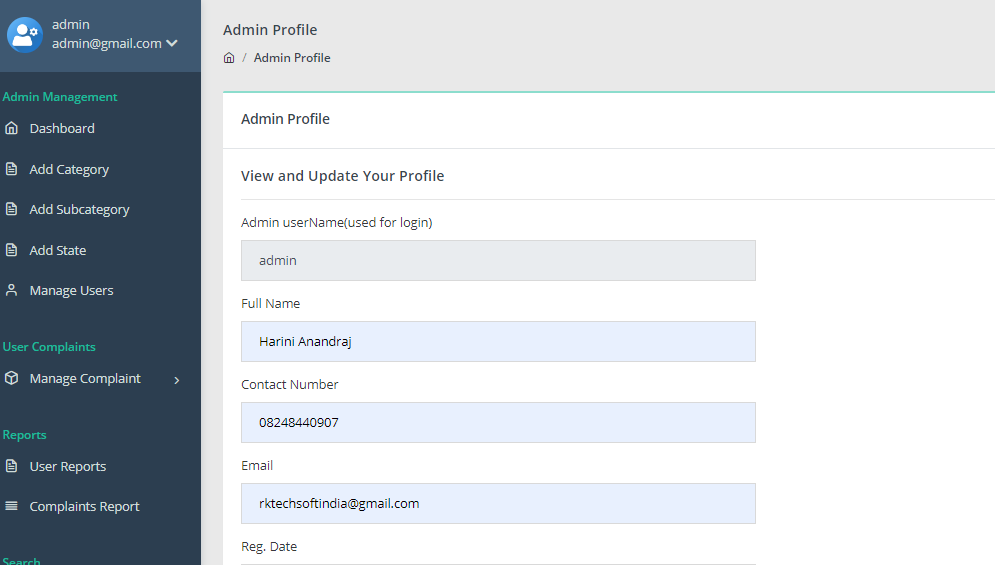 admin
admin@gmail.com
Admin Management
Dashboard
Add Category
Add Subcategory
Add State
Manage Users
User Complaints
Manage Complaint
Reports
User Reports
Complaints Report
Search
Admin Profile
/ Admin Profile
Admin Profile
View and Update Your Profile
Admin userName(used for login)
admin
Full Name
Harini Anandraj
Contact Number
08248440907
Email
rktechsoftindia@gmail.com
Reg. Date